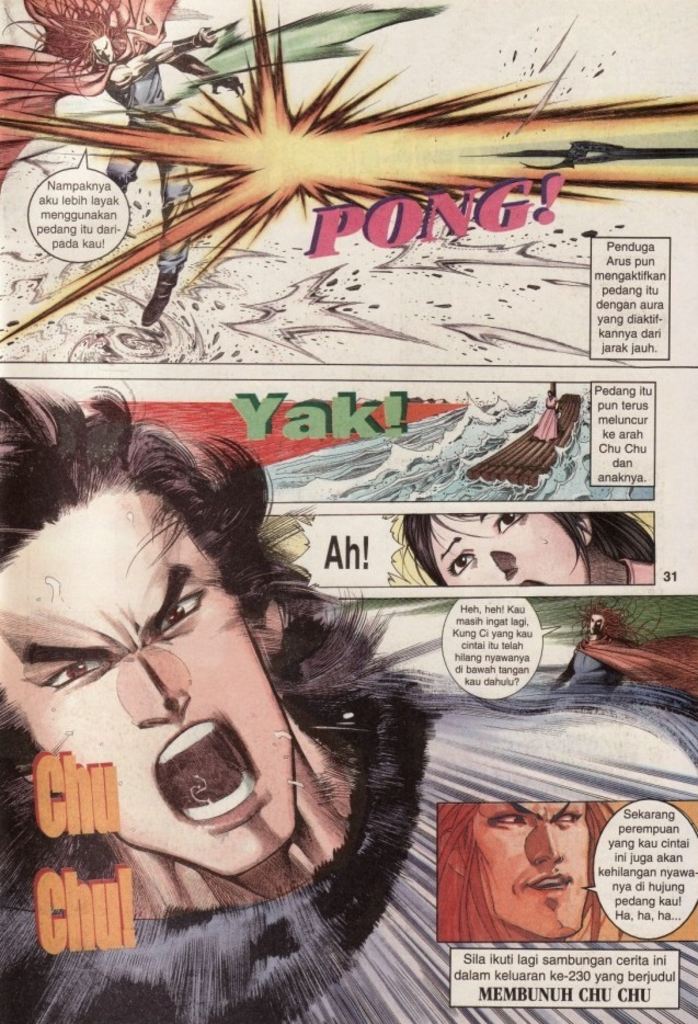 Nampaknya
aku lebih layak
menggunakan
pedang itu dari-
pada kau!
PONG!
Penduga
Arus pun
mengaktifkan
pedang itu
dengan aura
yang diaktif-
kannya dari
jarak jauh.
Yak!
Pedang itu
pun terus
meluncur
ke arah
Chu Chu
dan
anaknya.
Ah!
31
Heh, heh! Kau
masih ingat lagi,
Kung Ci yang kau
cintai itu telah
hilang nyawanya
di bawah tangan
kau dahulu?
Chu
Chu!
Sekarang
perempuan
yang kau cintai
ini juga akan
kehilangan nyawa-
nya di hujung
pedang kau!
Ha, ha, ha...
Sila ikuti lagi sambungan cerita ini
dalam keluaran ke-230 yang berjudul
MEMBUNUH CHU CHU